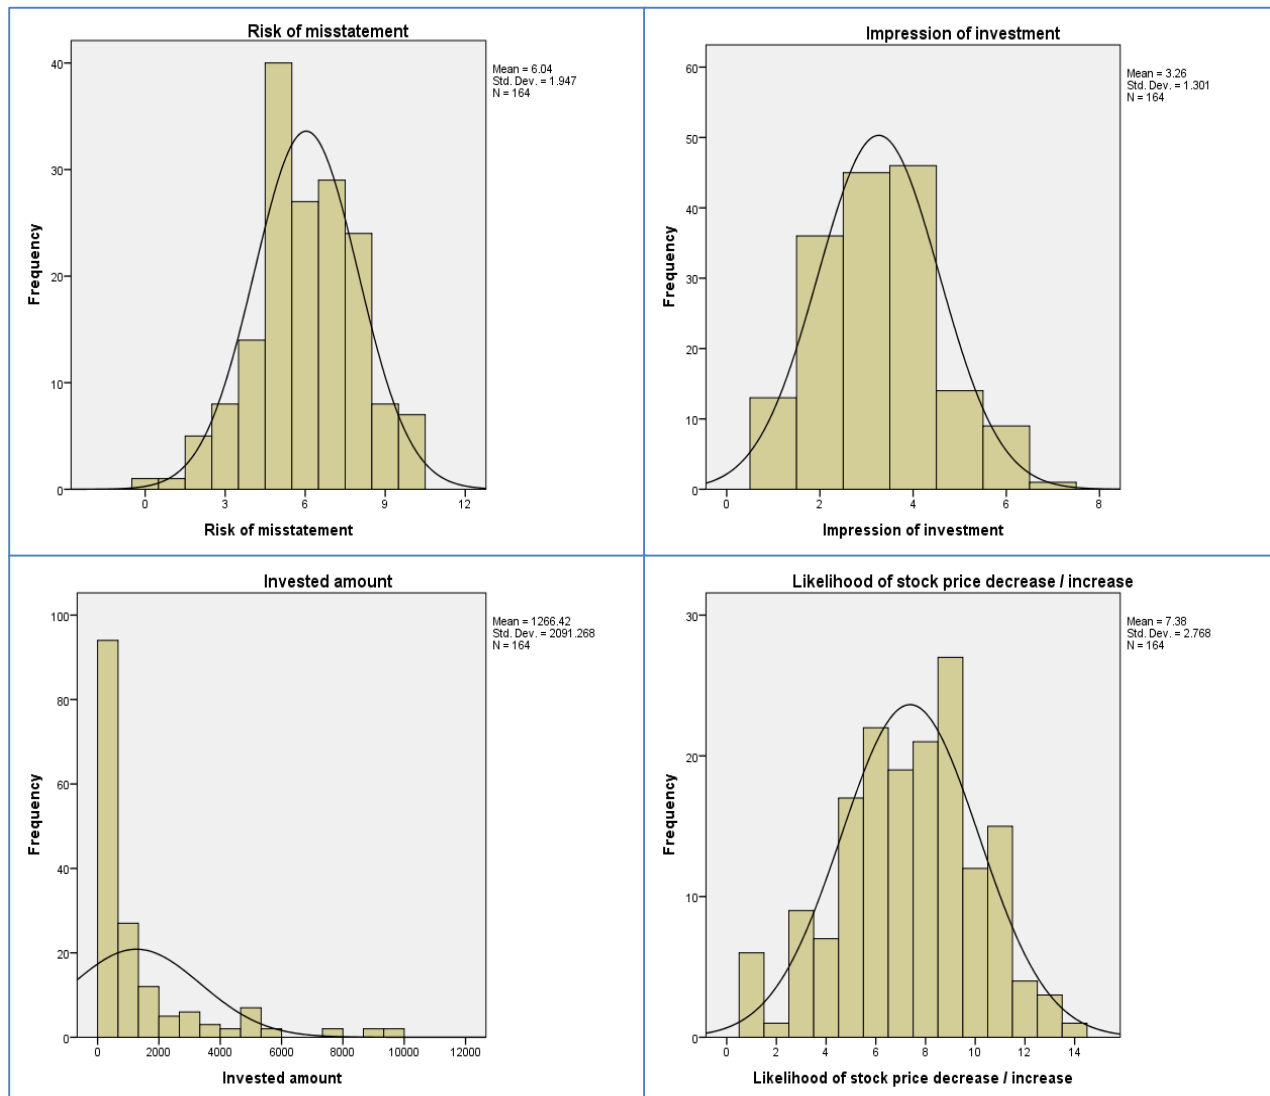 Risk of misstatement
Mean = 6.04
Std. Dev. = 1.947
N = 164
Frequency
40
30
20
10
0
0 3 6 9 12
Risk of misstatement
Impression of investment
Mean = 3.26
Std. Dev. = 1.301
N = 164
Frequency
60
50
40
30
20
10
0
0 2 4 6 8
Impression of investment
Invested amount
Mean = 1266.42
Std. Dev. = 2091.268
N = 164
Frequency
100
80
60
40
20
0
0 2000 4000 6000 8000 10000 12000
Invested amount
Likelihood of stock price decrease / increase
Mean = 7.38
Std. Dev. = 2.768
N = 164
Frequency
30
20
10
0
0 2 4 6 8 10 12 14
Likelihood of stock price decrease / increase